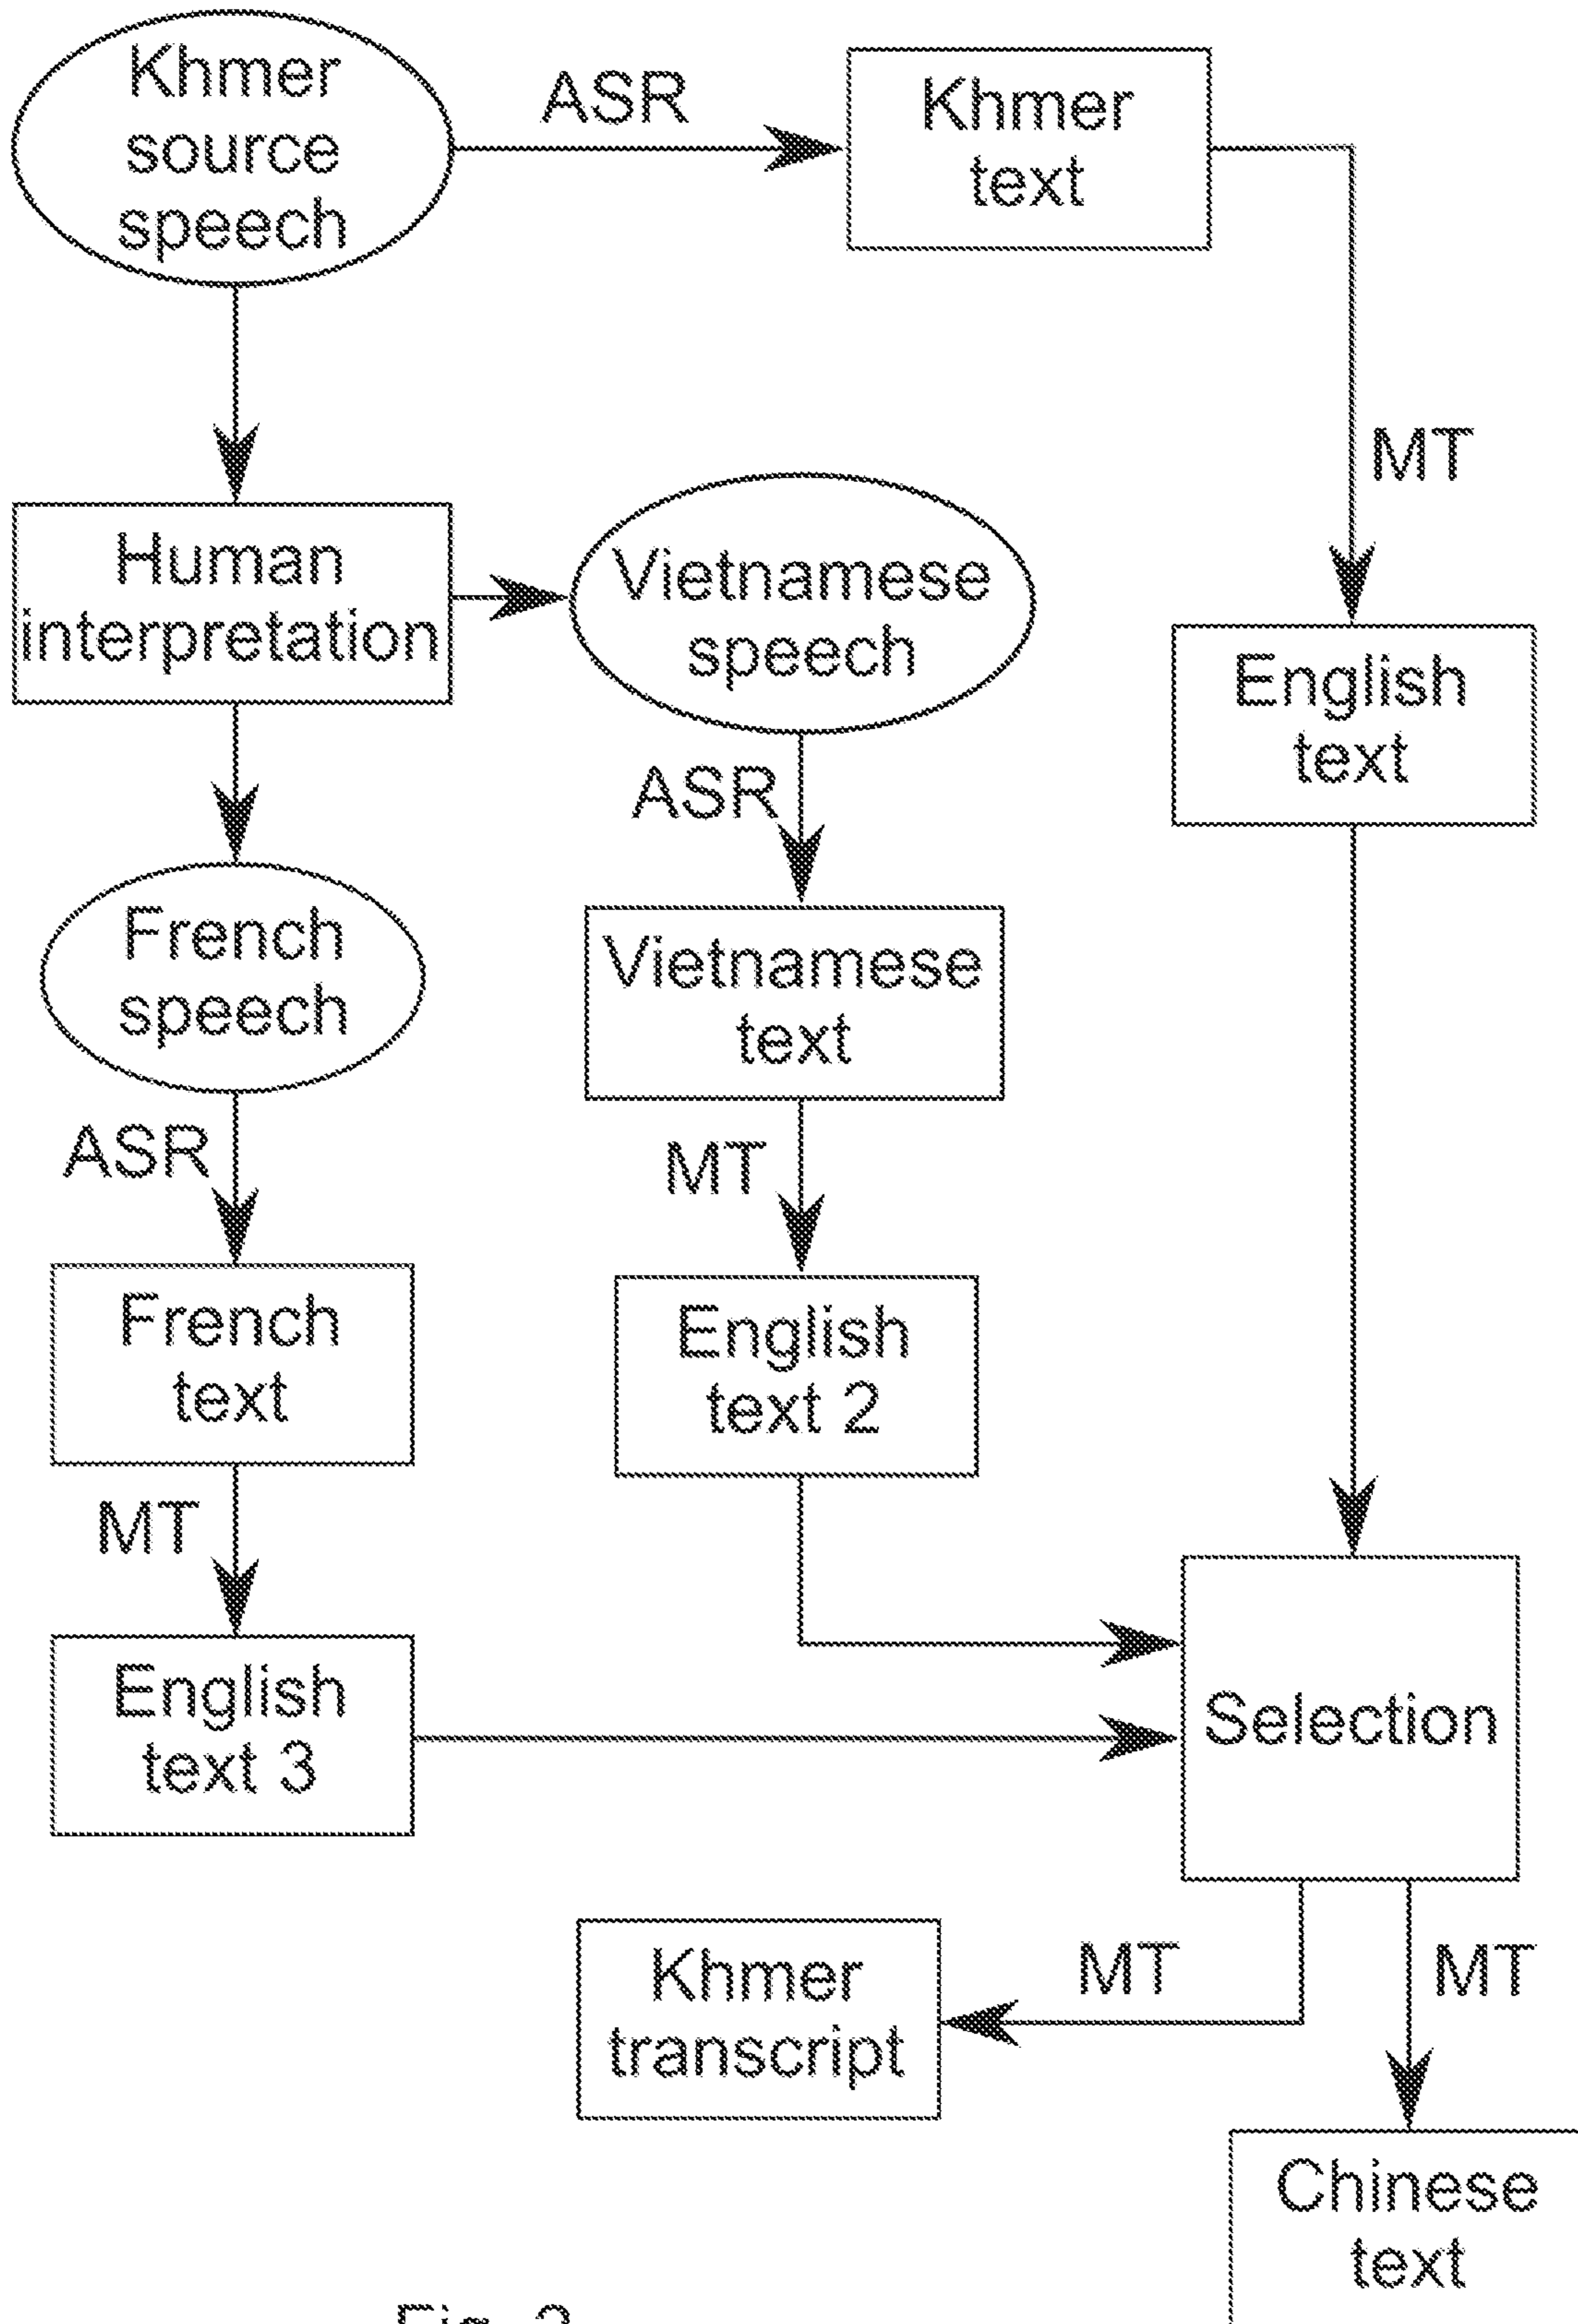 Khmer
source
speech
ASR
Khmer
text
MT
Human
interpretation
Vietnamese
speech
English
text
ASR
French
speech
Vietnamese
text
ASR
MT
French
text
English
text 2
MT
English
text 3
Selection
Khmer
transcript
MT
MT
Chinese
text